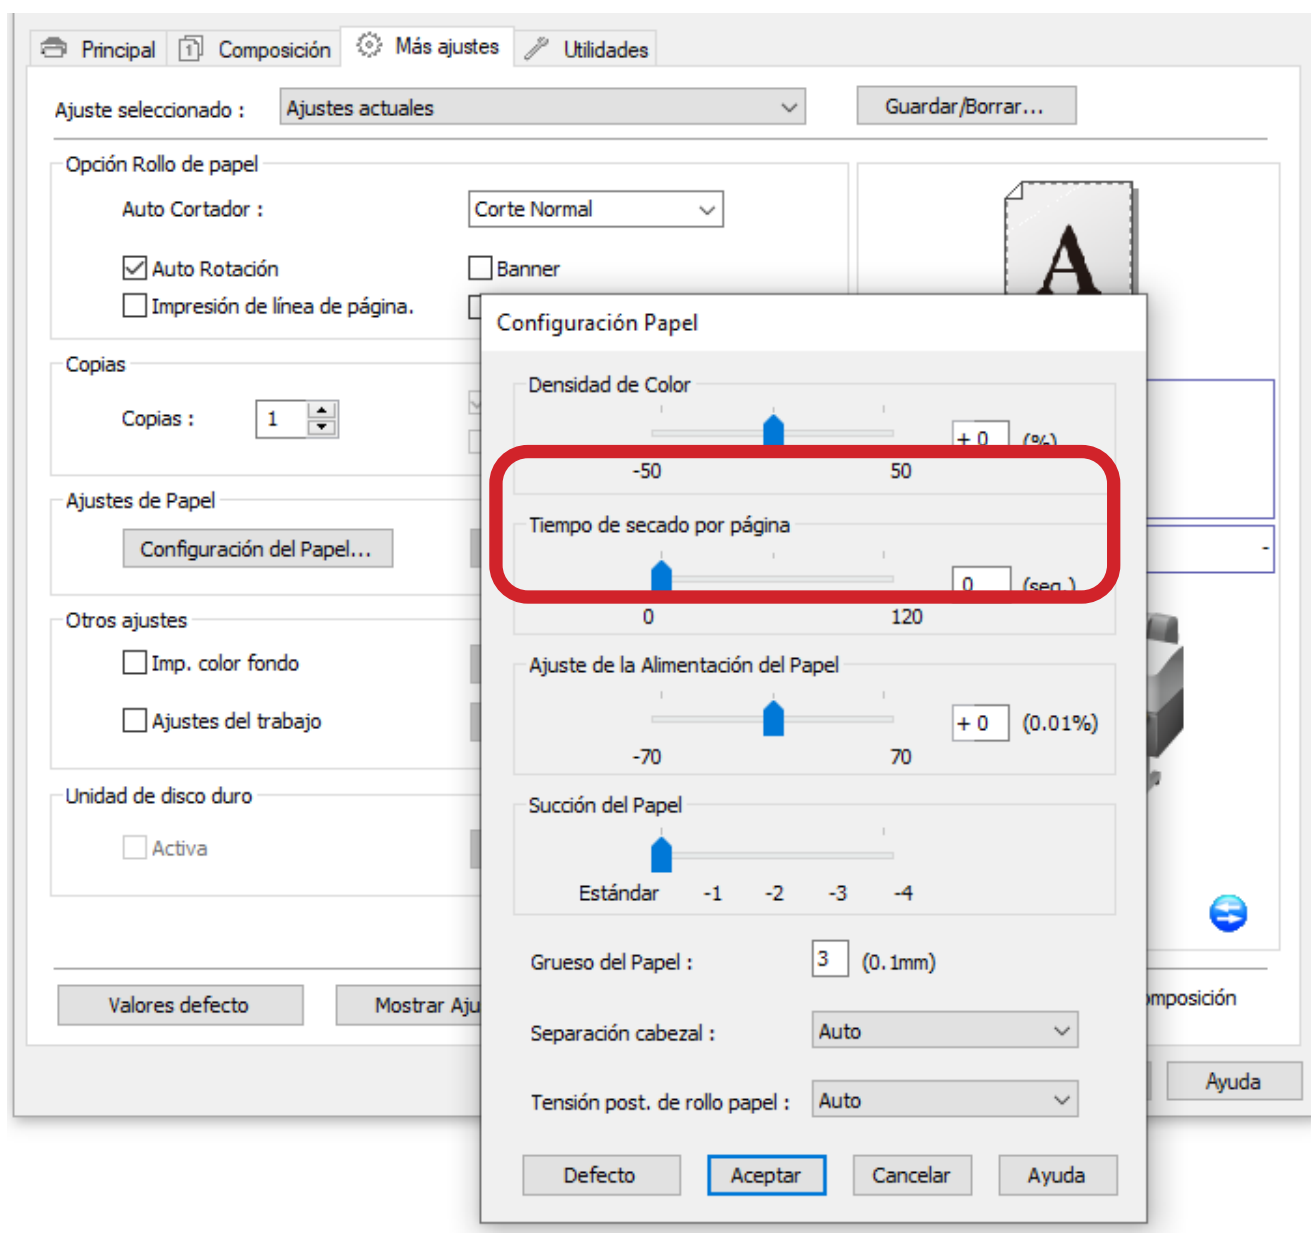 Principal Composición Más ajustes Utilidades
Ajuste seleccionado : Ajustes actuales Guardar/Borrar...
Opción Rollo de papel
Auto Cortador : Corte Normal
Auto Rotación Banner
Impresión de línea de página.
A
Configuración Papel
Copias
Copias : 1
Densidad de Color
+ 0 (%)
-50 50
Ajustes de Papel
Configuración del Papel...
Tiempo de secado por página
0 (seg.)
0 120
-
Otros ajustes
Imp. color fondo
Ajustes del trabajo
Ajuste de la Alimentación del Papel
+ 0 (0.01%)
-70 70
Unidad de disco duro
Activa
Succión del Papel
Estándar -1 -2 -3 -4
Grueso del Papel : 3 (0.1mm)
Valores defecto Mostrar Aju omposición
Separación cabezal : Auto
Ayuda
Tensión post. de rollo papel : Auto
Defecto Aceptar Cancelar Ayuda